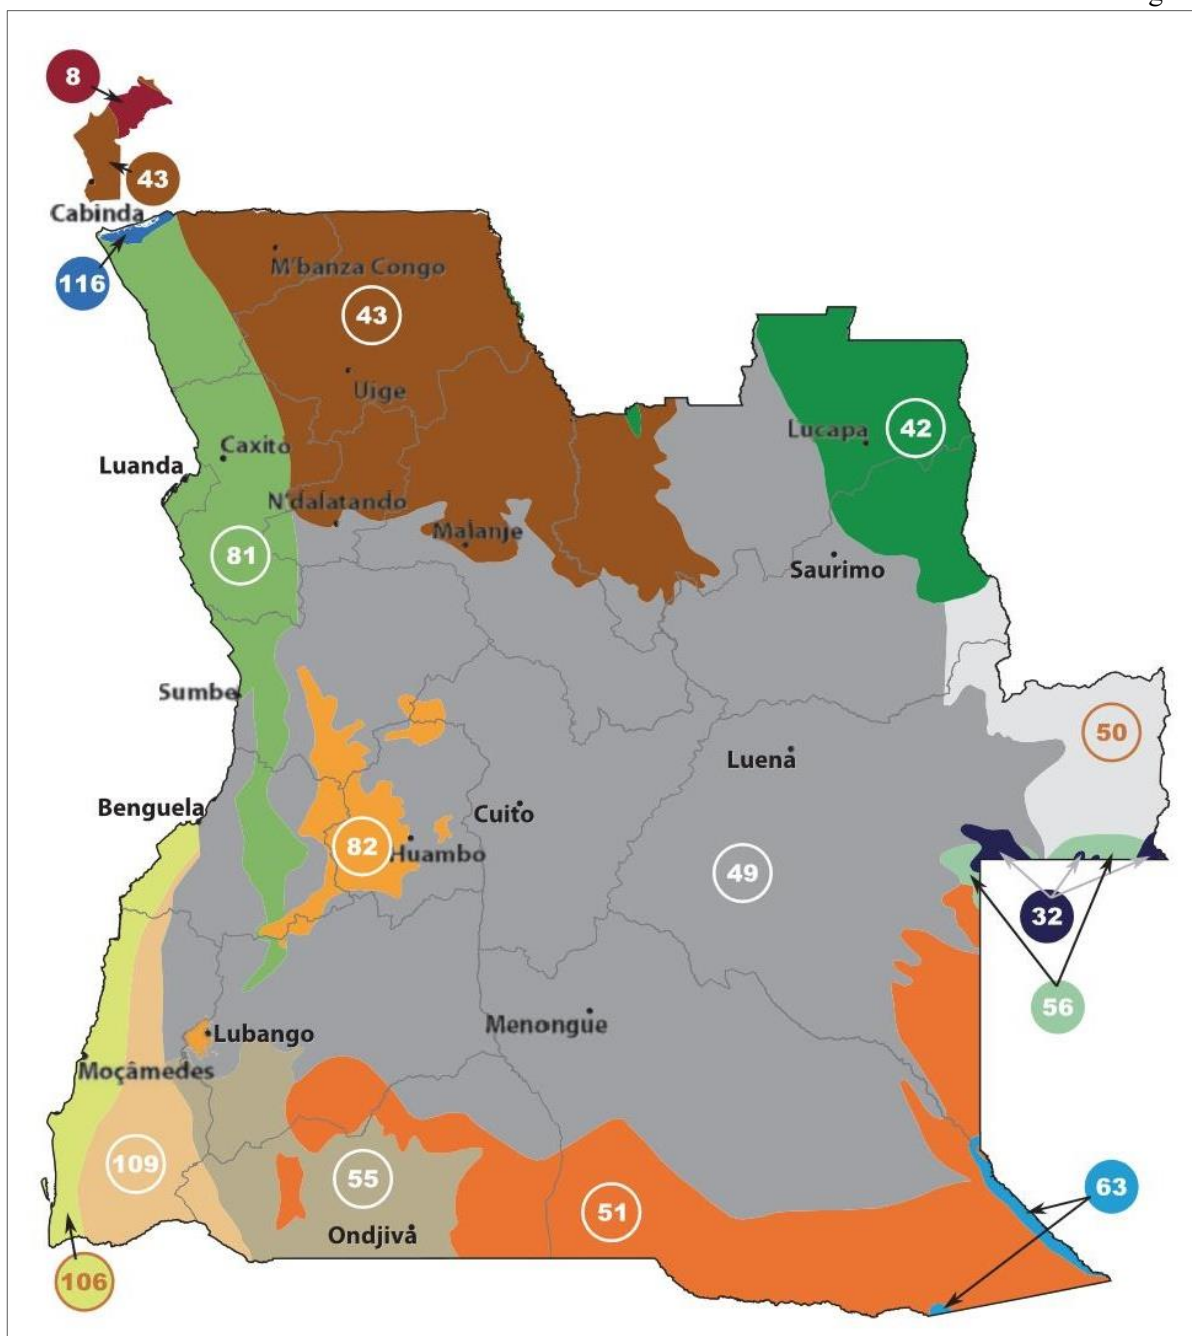 g
8
43
Cabinda
116
M'banza Congo
43
Uige
Lucapa
42
Caxito
Luanda
N'dalatando
Malanje
81
Saurimo
Sumbe
50
Luena
Benguela
Cuito
82
Huambo
49
32
56
Menongue
Lubango
Moçâmedes
109
55
63
51
Ondjiva
106